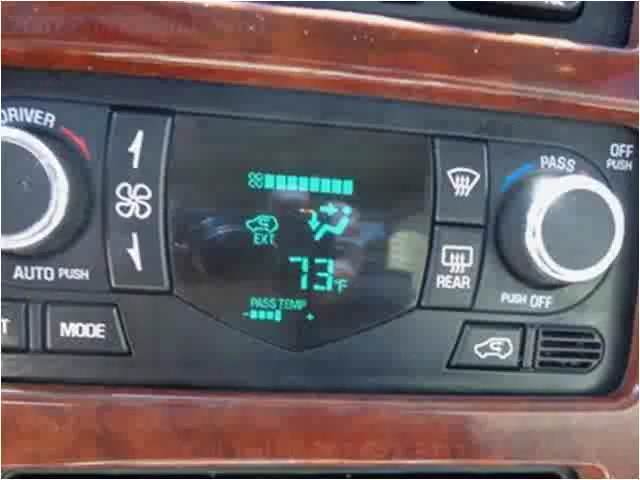 DRIVER
OFF
PUSH
PASS
EXT
73°F
REAR
AUTO PUSH
PUSH OFF
PASS TEMP
- +
T
MODE